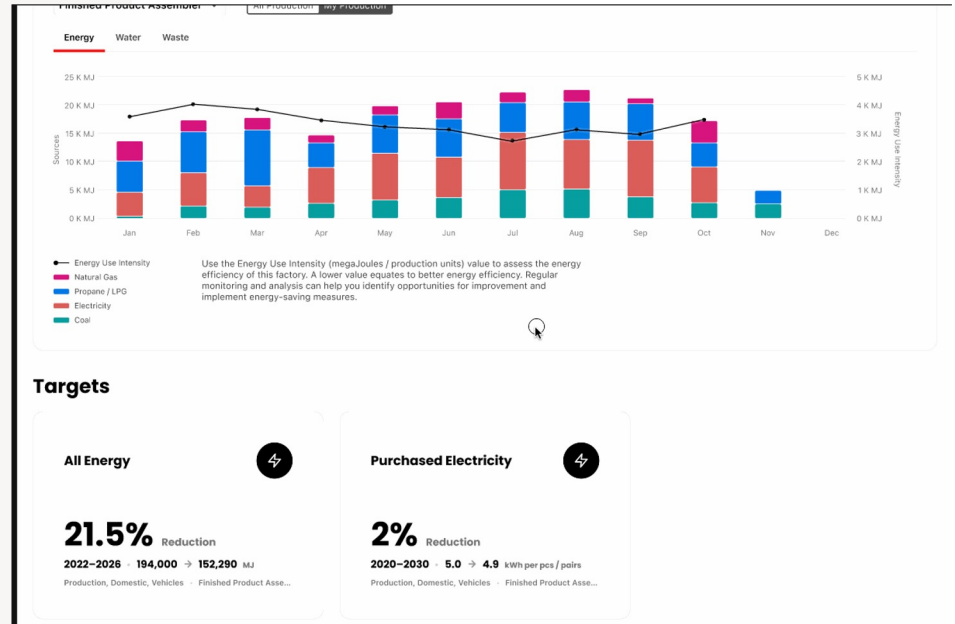 Finished Product Assembler
All Production My Production
Energy Water Waste
25 K MJ 5 K MJ
20 K MJ 4 K MJ
15 K MJ 3 K MJ
10 K MJ 2 K MJ
5 K MJ 1 K MJ
0 K MJ 0 K MJ
Sources
Energy Use Intensity
Jan Feb Mar Apr May Jun Jul Aug Sep Oct Nov Dec
Energy Use Intensity
Natural Gas
Propane / LPG
Electricity
Coal
Use the Energy Use Intensity (megaJoules / production units) value to assess the energy
efficiency of this factory. A lower value equates to better energy efficiency. Regular
monitoring and analysis can help you identify opportunities for improvement and
implement energy-saving measures.
Targets
All Energy
21.5% Reduction
2022–2026 · 194,000 → 152,290 MJ
Production, Domestic, Vehicles · Finished Product Asse...
Purchased Electricity
2% Reduction
2020–2030 · 5.0 → 4.9 kWh per pcs / pairs
Production, Domestic, Vehicles · Finished Product Asse...